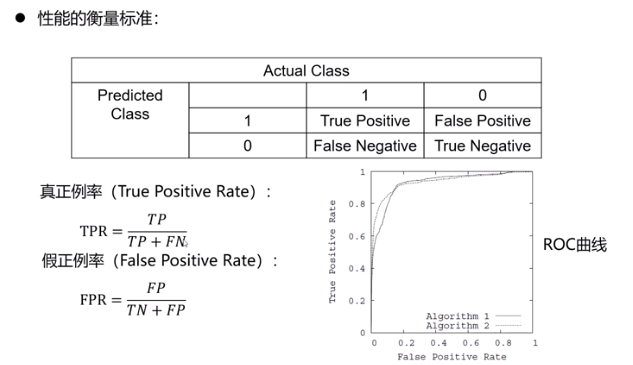 ● 性能的衡量标准：
Actual Class
Predicted Class
1 0
1 True Positive False Positive
0 False Negative True Negative
真正例率（True Positive Rate）：
TPR = TP / TP + FN
假正例率（False Positive Rate）：
FPR = FP / TN + FP
True Positive Rate
1
0.8
0.6
0.4
0.2
0
Algorithm 1
Algorithm 2
0 0.2 0.4 0.6 0.8 1
False Positive Rate
ROC曲线